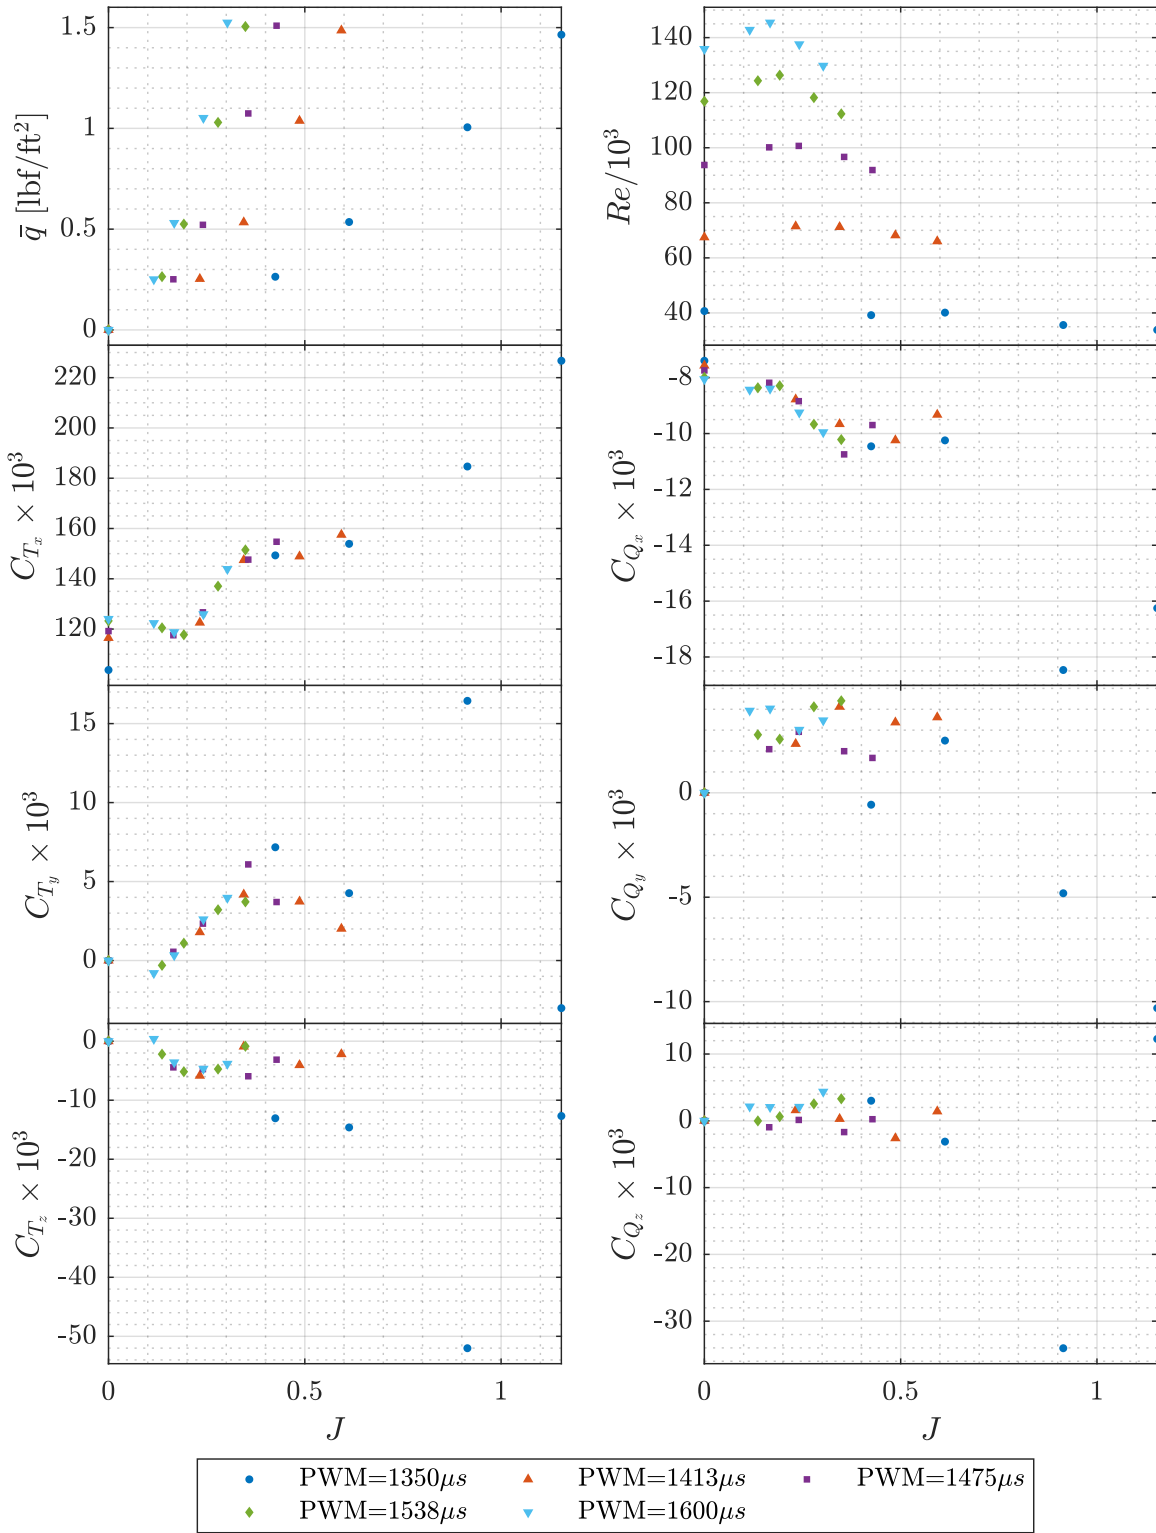 1.5
1
0.5
0
q̄ [lbf/ft²]
140
120
100
80
60
40
Re/10³
220
200
180
160
140
120
C_{T_x} × 10³
-8
-10
-12
-14
-16
-18
C_{Q_x} × 10³
15
10
5
0
C_{T_y} × 10³
0
-5
-10
C_{Q_y} × 10³
0
-10
-20
-30
-40
-50
C_{T_z} × 10³
10
0
-10
-20
-30
C_{Q_z} × 10³
0 0.5 1
J
0 0.5 1
J
PWM=1350μs PWM=1413μs PWM=1475μs
PWM=1538μs PWM=1600μs